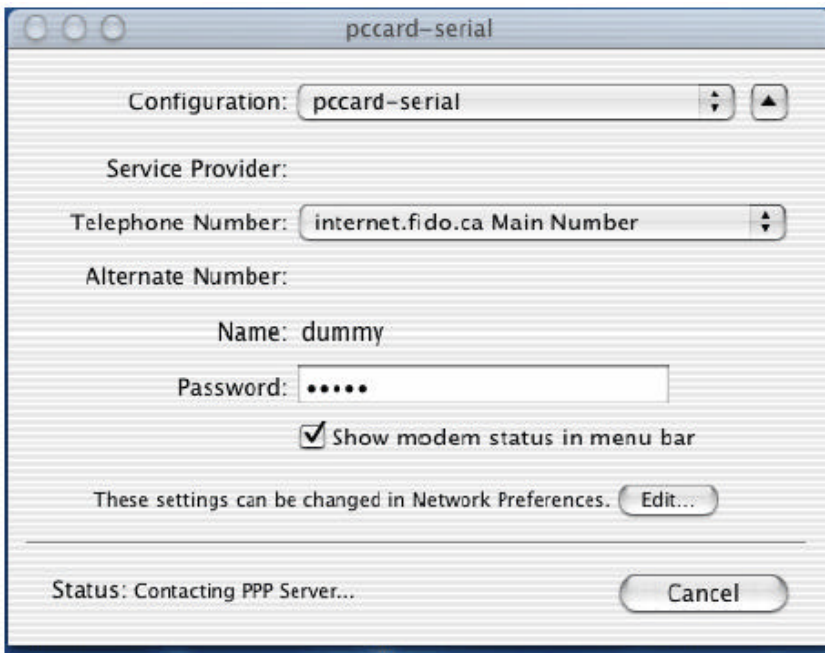 pccard-serial
Configuration: pccard-serial
Service Provider:
Telephone Number: internet.fido.ca Main Number
Alternate Number:
Name: dummy
Password: •••••
Show modem status in menu bar
These settings can be changed in Network Preferences. Edit...
Status: Contacting PPP Server... Cancel